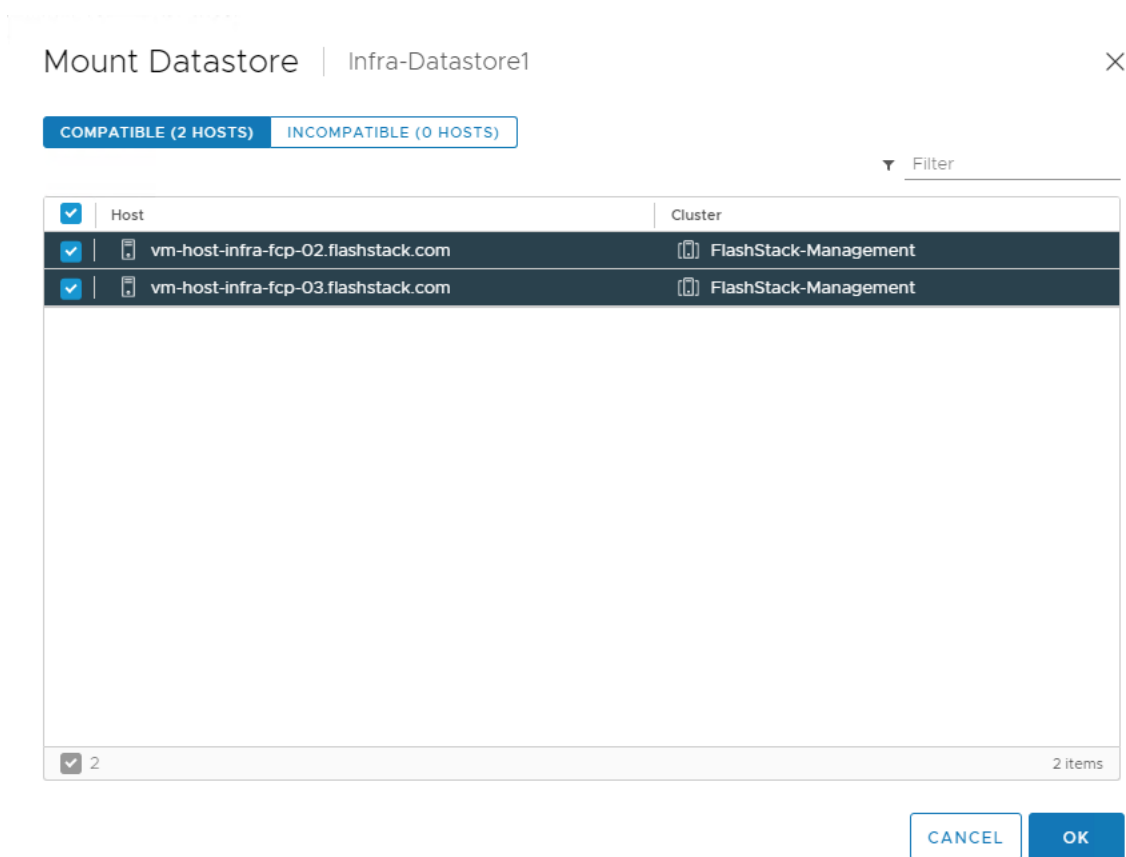 Mount Datastore Infra-Datastore1
COMPATIBLE (2 HOSTS) INCOMPATIBLE (0 HOSTS)
Filter
Host Cluster
vm-host-infra-fcp-02.flashstack.com FlashStack-Management
vm-host-infra-fcp-03.flashstack.com FlashStack-Management
2 2 items
CANCEL OK